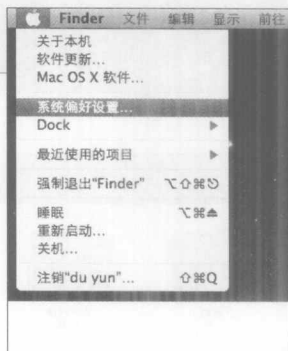 Finder 文件 编辑 显示 前往
关于本机
软件更新...
Mac OS X 软件...
系统偏好设置...
Dock ▶
最近使用的项目 ▶
强制退出“Finder” ⌥⇧⌘⎋
睡眠 ⌥⌘⏏
重新启动...
关机...
注销“du yun”... ⇧⌘Q